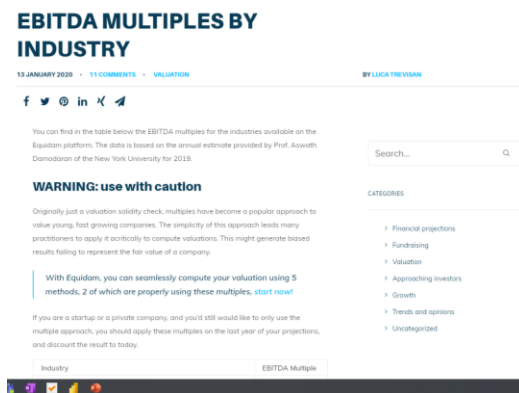 EBITDA MULTIPLES BY
INDUSTRY
13 JANUARY 2020 · 11 COMMENTS · VALUATION
BY LUCA TREVISAN
You can find in the table below the EBITDA multiples for the industries available on the
Equidam platform. The data is based on the annual estimate provided by Prof. Aswath
Damodaran of the New York University for 2019.
WARNING: use with caution
Originally just a valuation solidity check, multiples have become a popular approach to
value young, fast growing companies. The simplicity of this approach leads many
practitioners to apply it acritically to compute valuations. This might generate biased
results failing to represent the fair value of a company.
With Equidam, you can seamlessly compute your valuation using 5
methods, 2 of which are properly using these multiples, start now!
If you are a startup or a private company, and you'd still would like to only use the
multiple approach, you should apply these multiples on the last year of your projections,
and discount the result to today.
Industry EBITDA Multiple
Search...
CATEGORIES
> Financial projections
> Fundraising
> Valuation
> Approaching investors
> Growth
> Trends and opinions
> Uncategorized